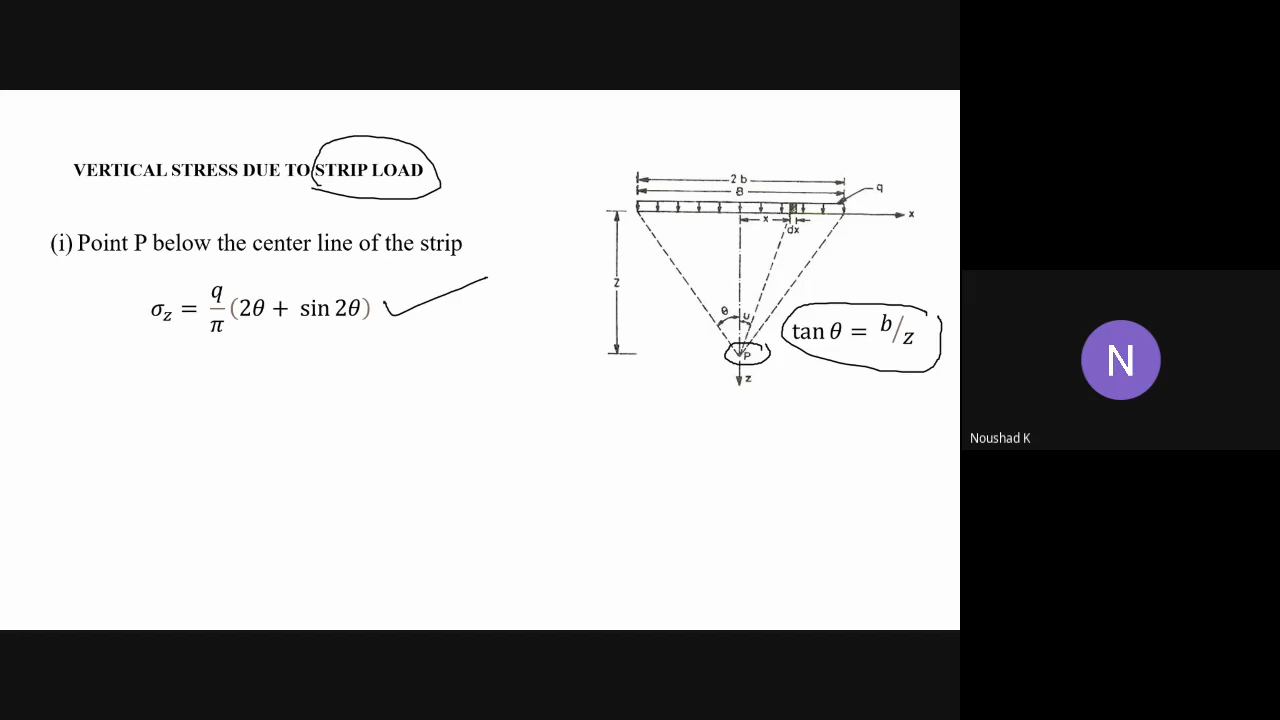 VERTICAL STRESS DUE TO STRIP LOAD
(i) Point P below the center line of the strip
σz = q/π (2θ + sin 2θ)
2 b
B
q
x
x
dx
z
θ
u
tan θ = b/z
P
z
N
Noushad K